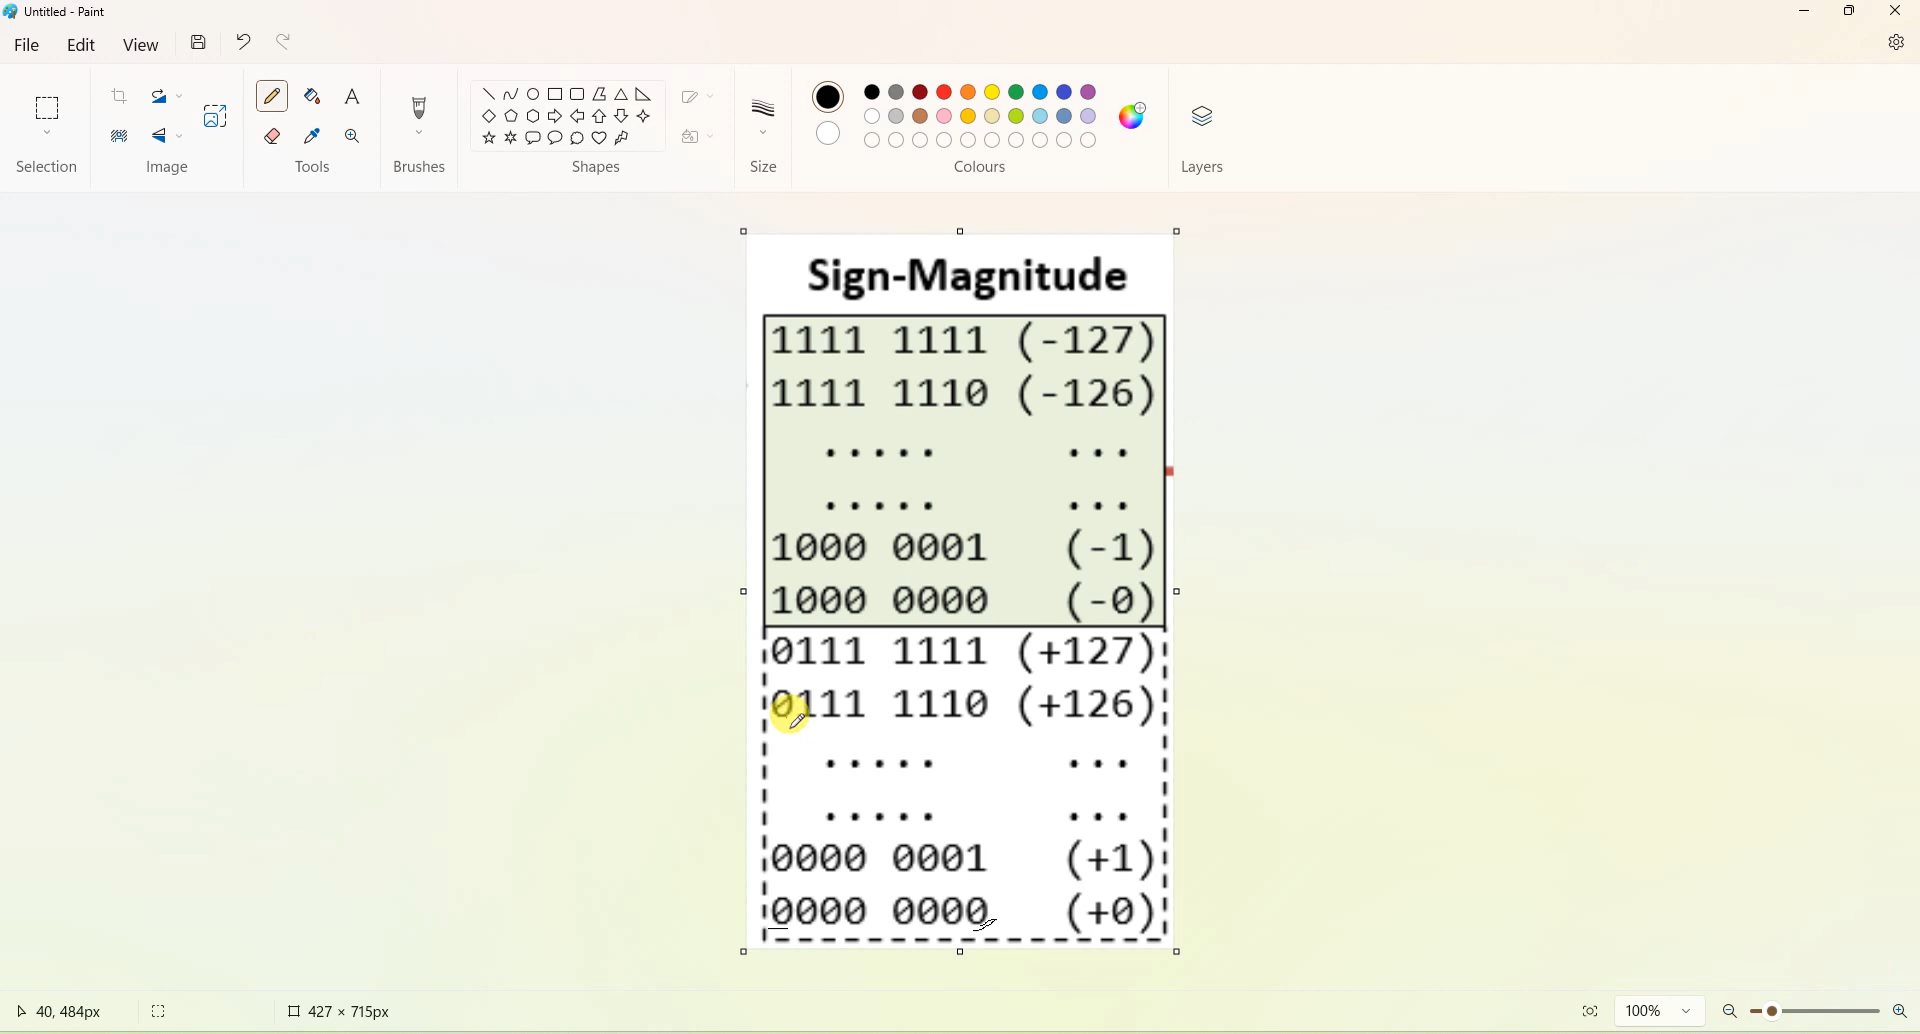 Untitled - Paint
File Edit View
Selection Image Tools Brushes Shapes Size Colours Layers
Sign-Magnitude
1111 1111 (-127)
1111 1110 (-126)
..... ...
..... ...
1000 0001 (-1)
1000 0000 (-0)
0111 1111 (+127)
0111 1110 (+126)
..... ...
..... ...
0000 0001 (+1)
0000 0000 (+0)
40, 484px 427 × 715px 100%